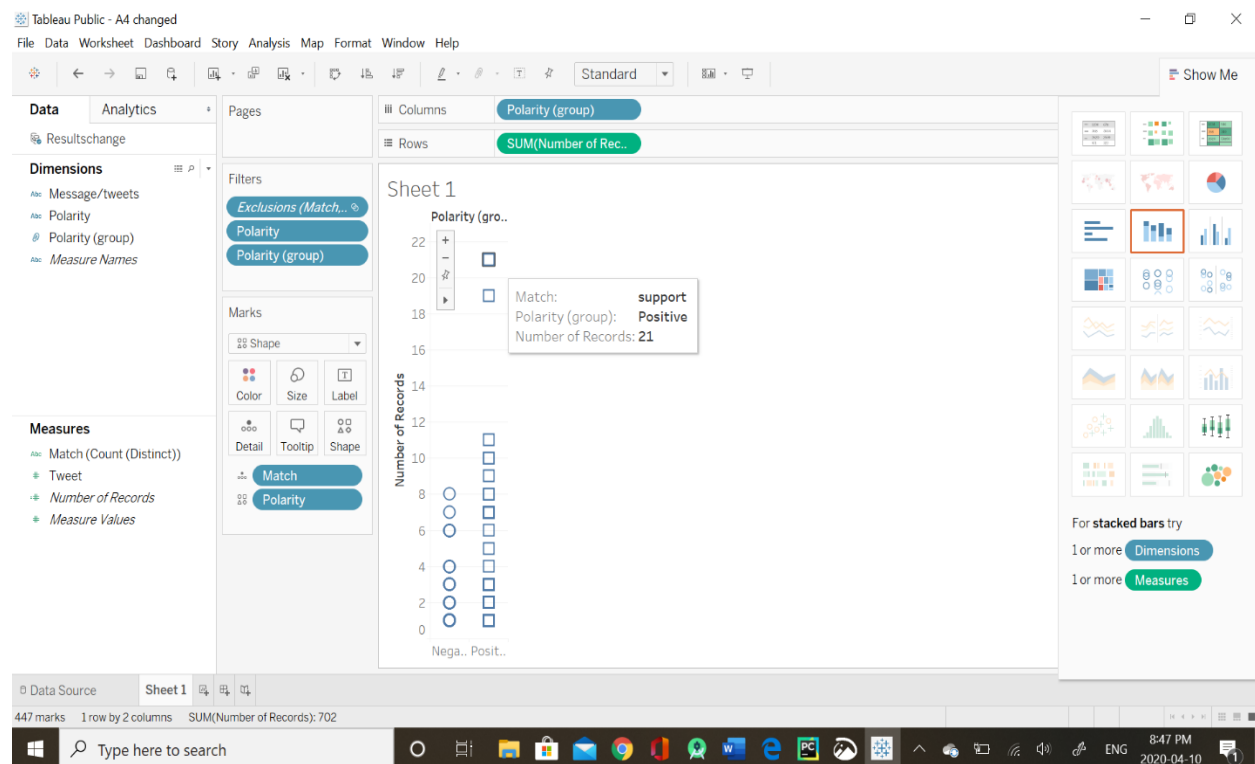 Tableau Public - A4 changed
File Data Worksheet Dashboard Story Analysis Map Format Window Help
Standard
Show Me
Data Analytics
Pages
Columns
Polarity (group)
Resultschange
Rows
SUM(Number of Rec..
Dimensions
Abc Message/tweets
Abc Polarity
Polarity (group)
Abc Measure Names
Filters
Exclusions (Match,..
Polarity
Polarity (group)
Marks
Shape
Color Size Label
Detail Tooltip Shape
Match
Polarity
Measures
Abc Match (Count (Distinct))
# Tweet
# Number of Records
# Measure Values
Sheet 1
Polarity (gro..
22
20
18
16
14
12
10
8
6
4
2
0
Number of Records
Nega.. Posit..
Match: support
Polarity (group): Positive
Number of Records: 21
For stacked bars try
1 or more Dimensions
1 or more Measures
Data Source Sheet 1
447 marks 1 row by 2 columns SUM(Number of Records): 702
Type here to search
ENG
8:47 PM
2020-04-10